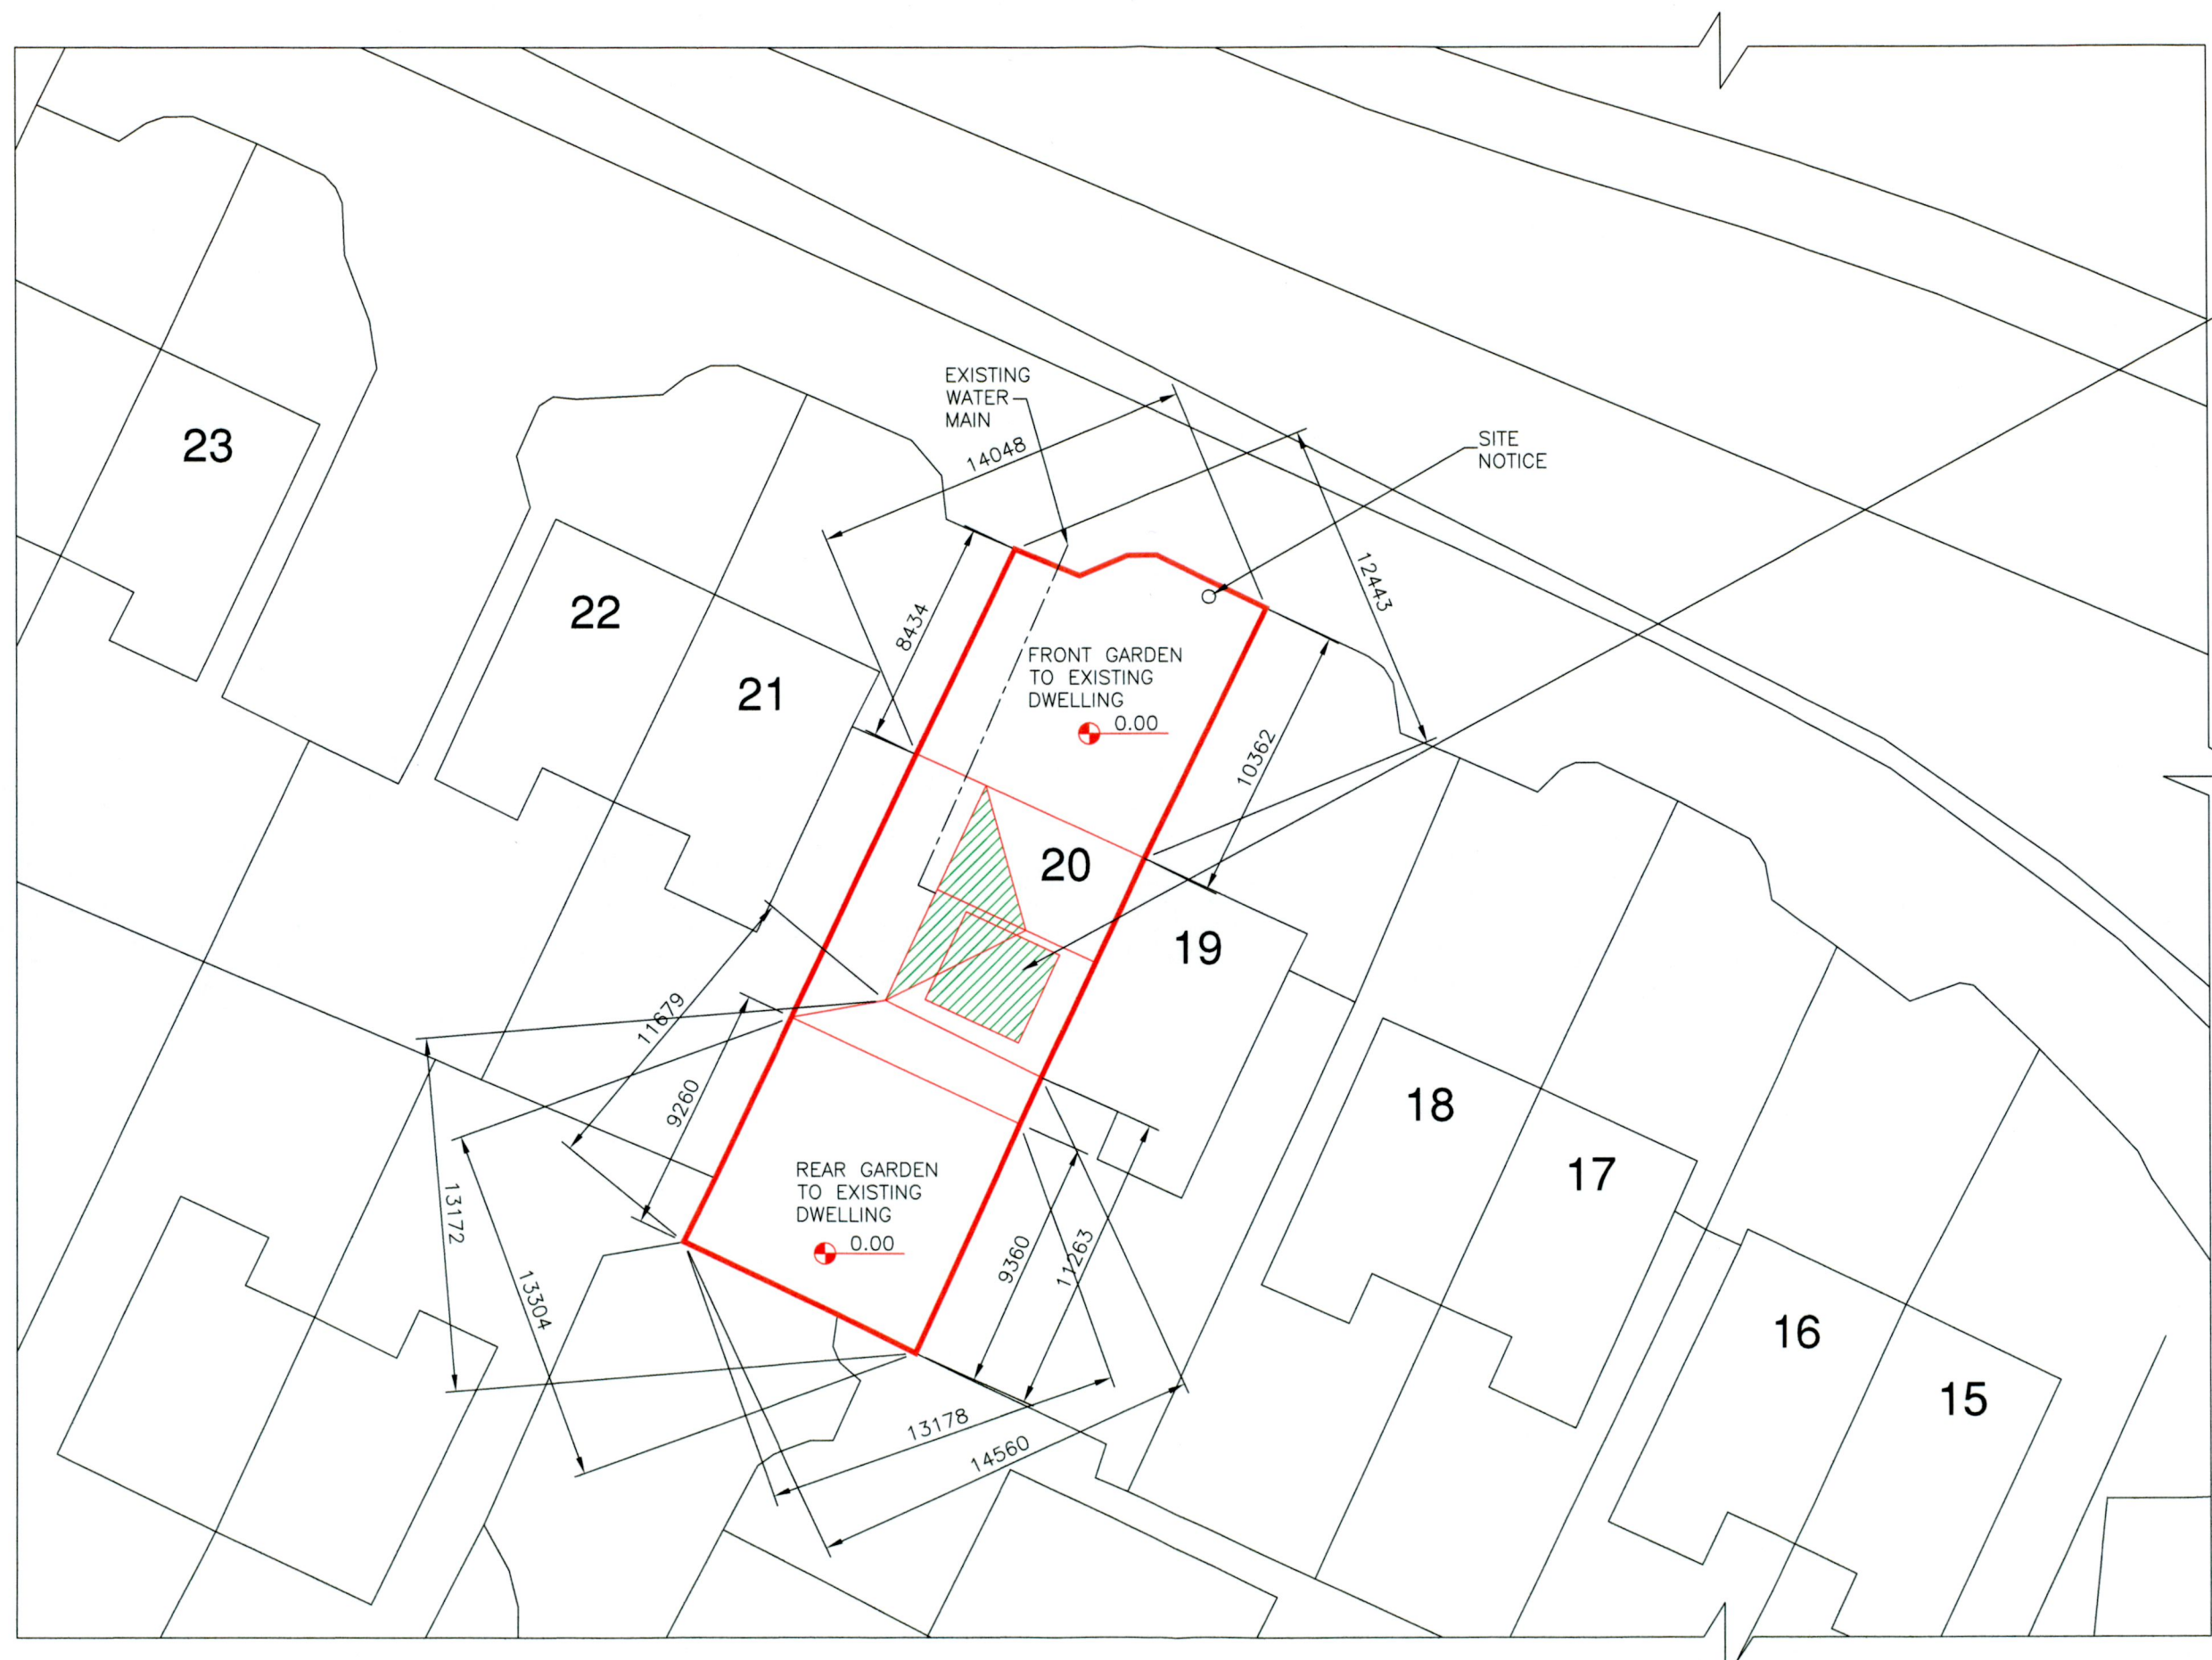 EXISTING
WATER
MAIN
14048
SITE
NOTICE
23
12443
22
8434
FRONT GARDEN
TO EXISTING
DWELLING
0.00
21
10362
20
19
11679
9260
18
17
REAR GARDEN
TO EXISTING
DWELLING
0.00
13172
13304
9360
11263
16
15
13178
14560